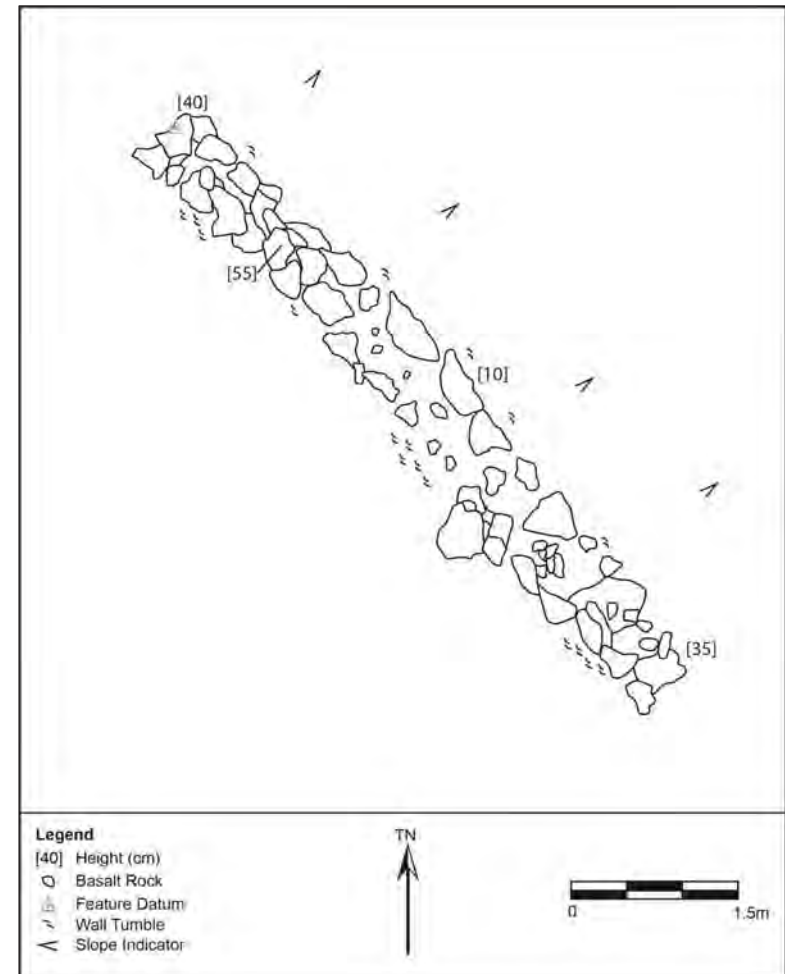 [40]
[55]
[10]
[35]
Legend
[40] Height (cm)
Basalt Rock
Feature Datum
Wall Tumble
Slope Indicator
TN
0 1.5m